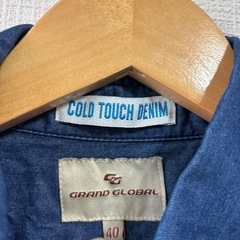 COLD TOUCH DENIM
GG
GRAND GLOBAL
40